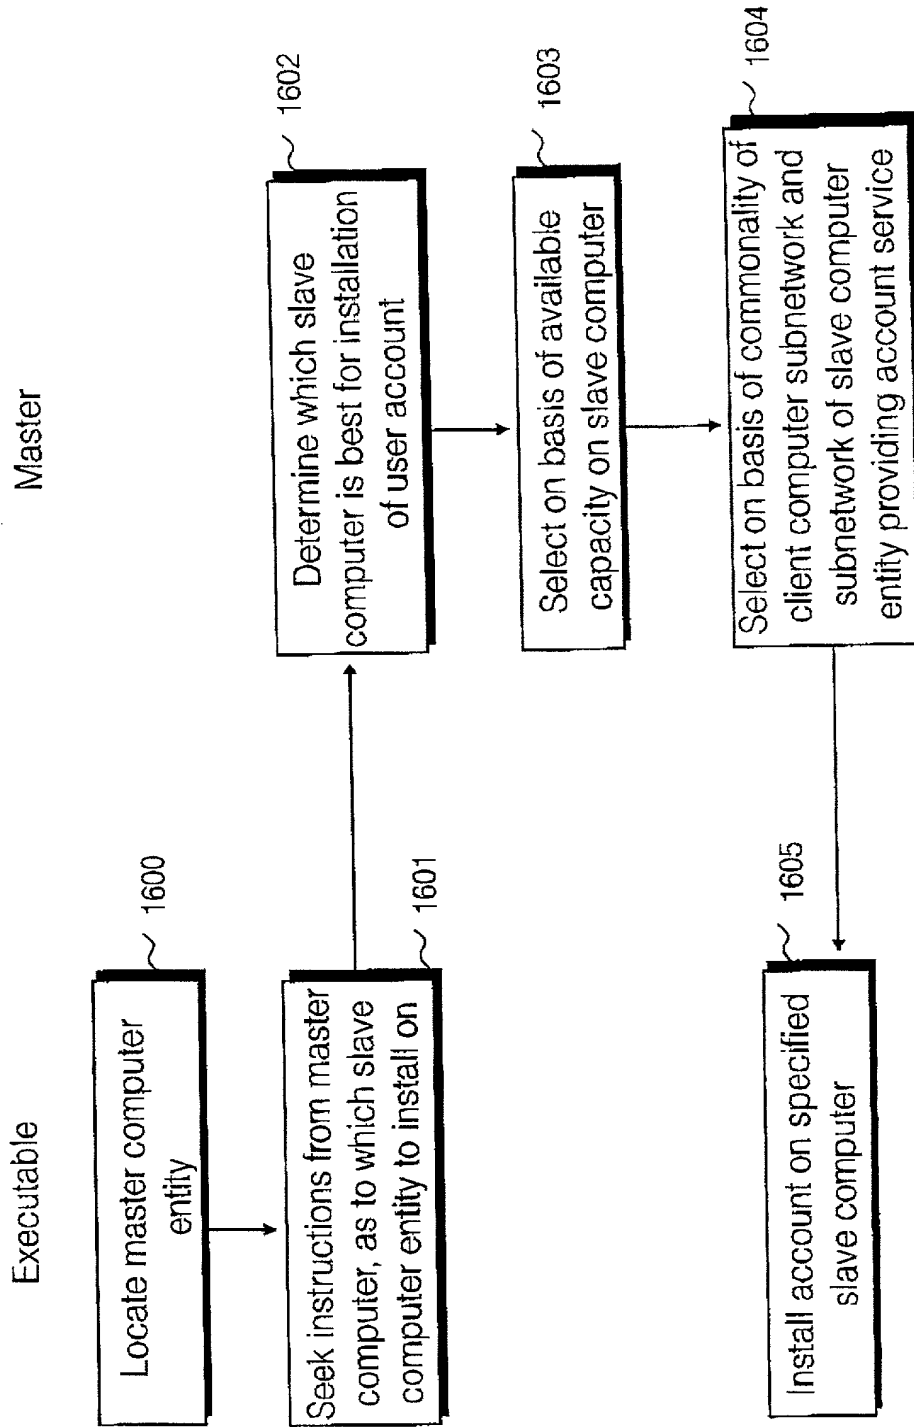 Executable
Master
Locate master computer
entity
1600
Seek instructions from master
computer, as to which slave
computer entity to install on
1601
Determine which slave
computer is best for installation
of user account
1602
Select on basis of available
capacity on slave computer
1603
Select on basis of commonality of
client computer subnetwork and
subnetwork of slave computer
entity providing account service
1604
Install account on specified
slave computer
1605